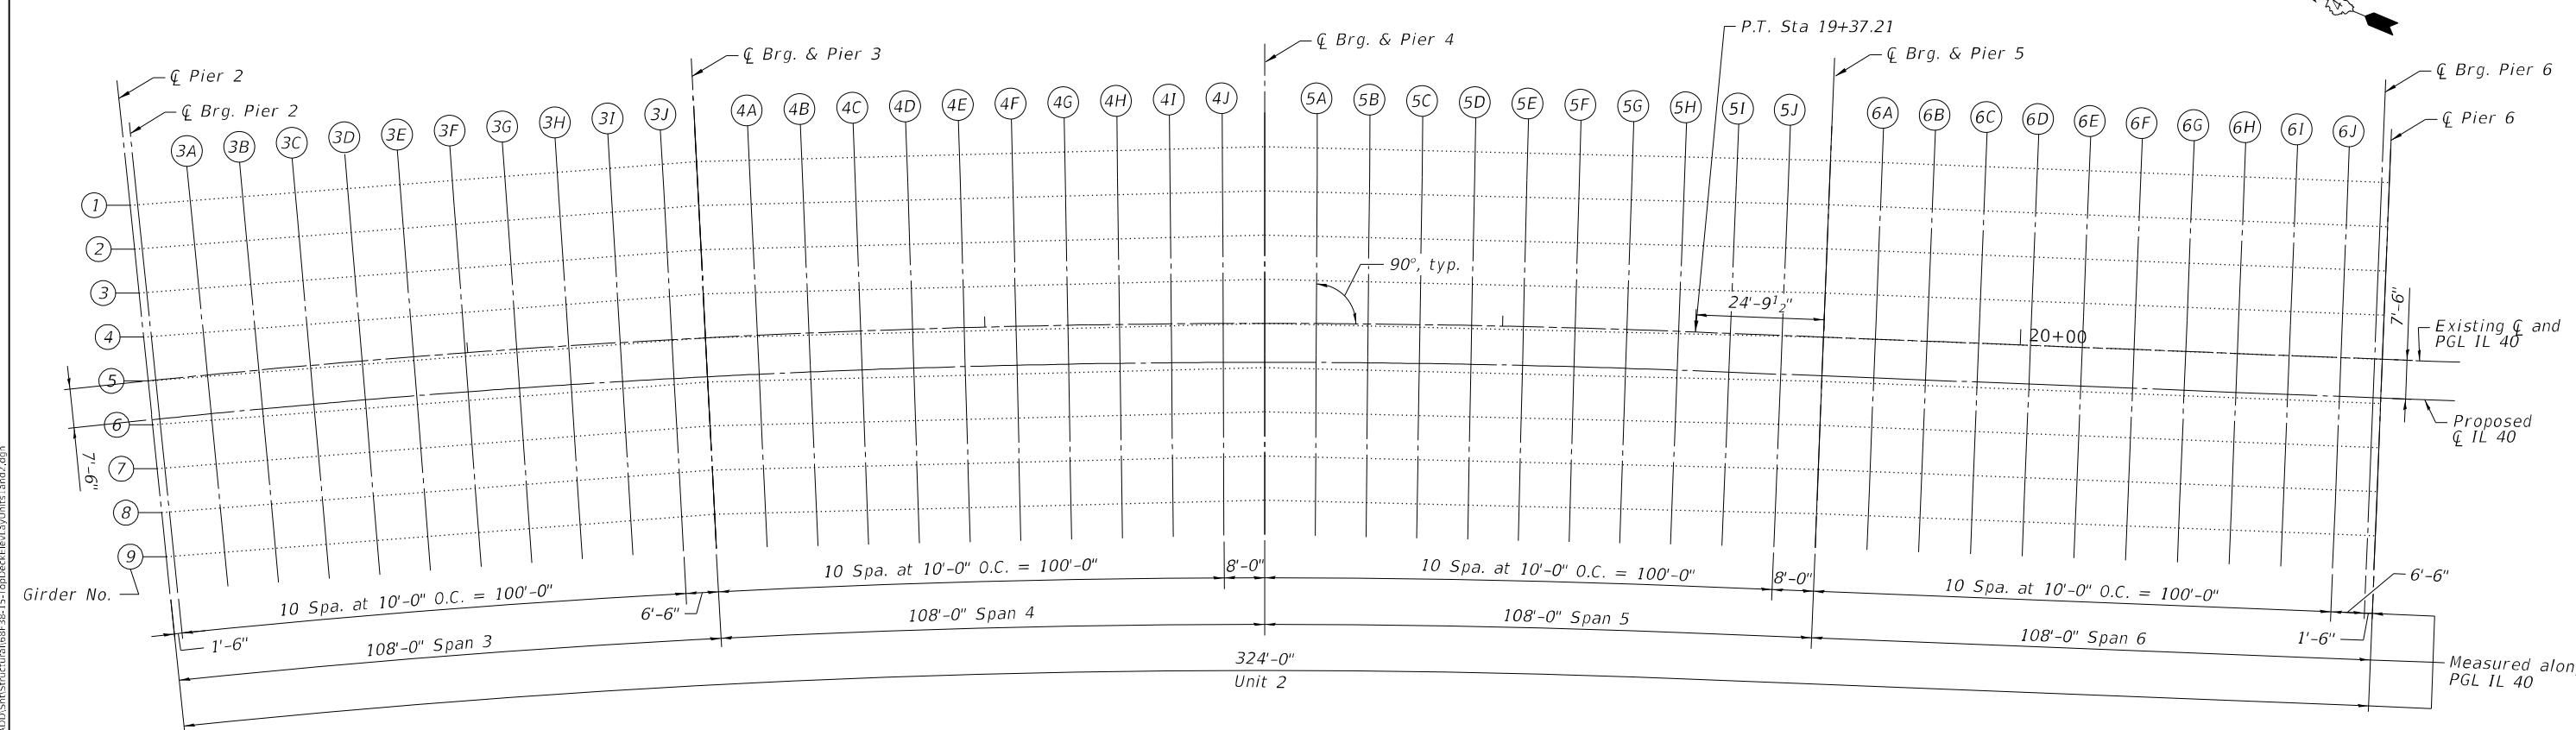 P.T. Sta 19+37.21
℄ Brg. & Pier 4
℄ Brg. & Pier 3
℄ Brg. & Pier 5
℄ Pier 2
℄ Brg. Pier 6
℄ Brg. Pier 2
℄ Pier 6
3A 3B 3C 3D 3E 3F 3G 3H 3I 3J 4A 4B 4C 4D 4E 4F 4G 4H 4I 4J 5A 5B 5C 5D 5E 5F 5G 5H 5I 5J 6A 6B 6C 6D 6E 6F 6G 6H 6I 6J
1
2
3
4
5
6
7
8
9
Girder No.
90°, typ.
24'-9 1/2"
20+00
7'-6"
Existing ℄ and
PGL IL 40
Proposed
℄ IL 40
7'-6"
10 Spa. at 10'-0" O.C. = 100'-0"
6'-6"
10 Spa. at 10'-0" O.C. = 100'-0"
8'-0"
10 Spa. at 10'-0" O.C. = 100'-0"
8'-0"
10 Spa. at 10'-0" O.C. = 100'-0"
6'-6"
1'-6"
108'-0" Span 3
108'-0" Span 4
108'-0" Span 5
108'-0" Span 6
1'-6"
324'-0"
Unit 2
Measured alon
PGL IL 40